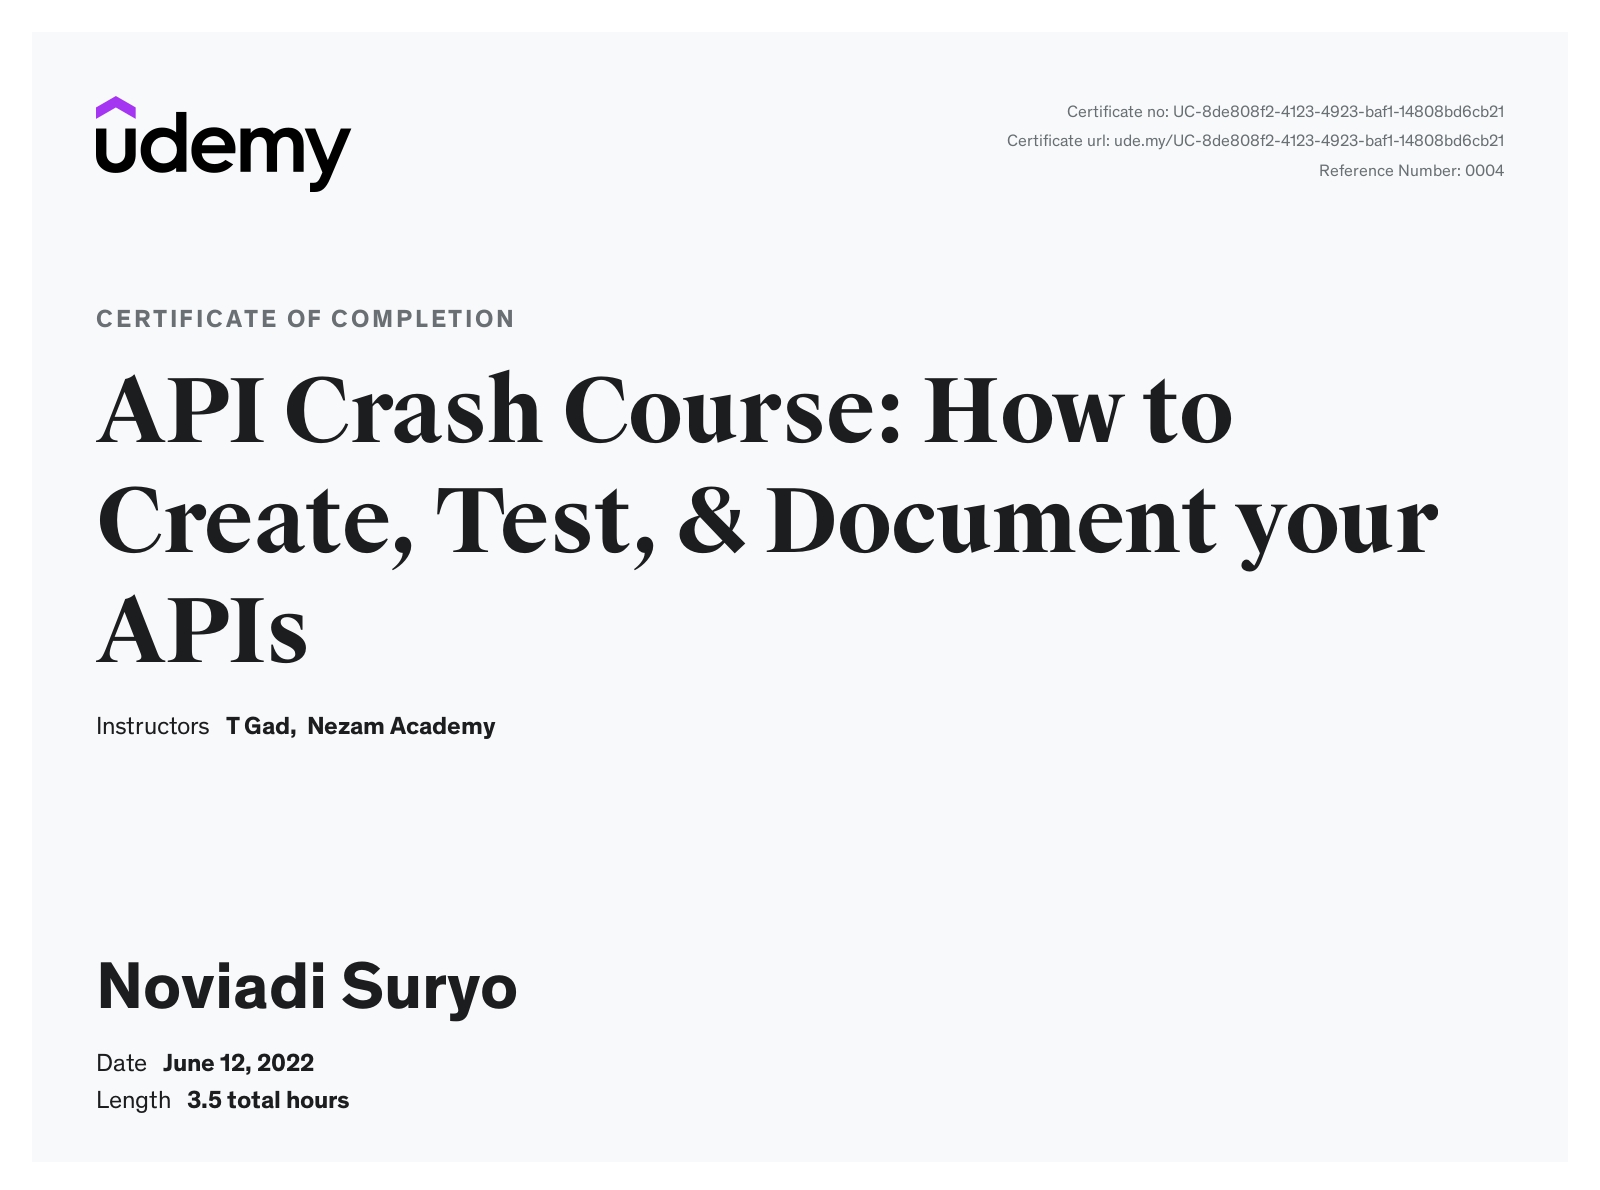 udemy
Certificate no: UC-8de808f2-4123-4923-baf1-14808bd6cb21
Certificate url: ude.my/UC-8de808f2-4123-4923-baf1-14808bd6cb21
Reference Number: 0004
CERTIFICATE OF COMPLETION
API Crash Course: How to
Create, Test, & Document your
APIs
Instructors T Gad, Nezam Academy
Noviadi Suryo
Date June 12, 2022
Length 3.5 total hours